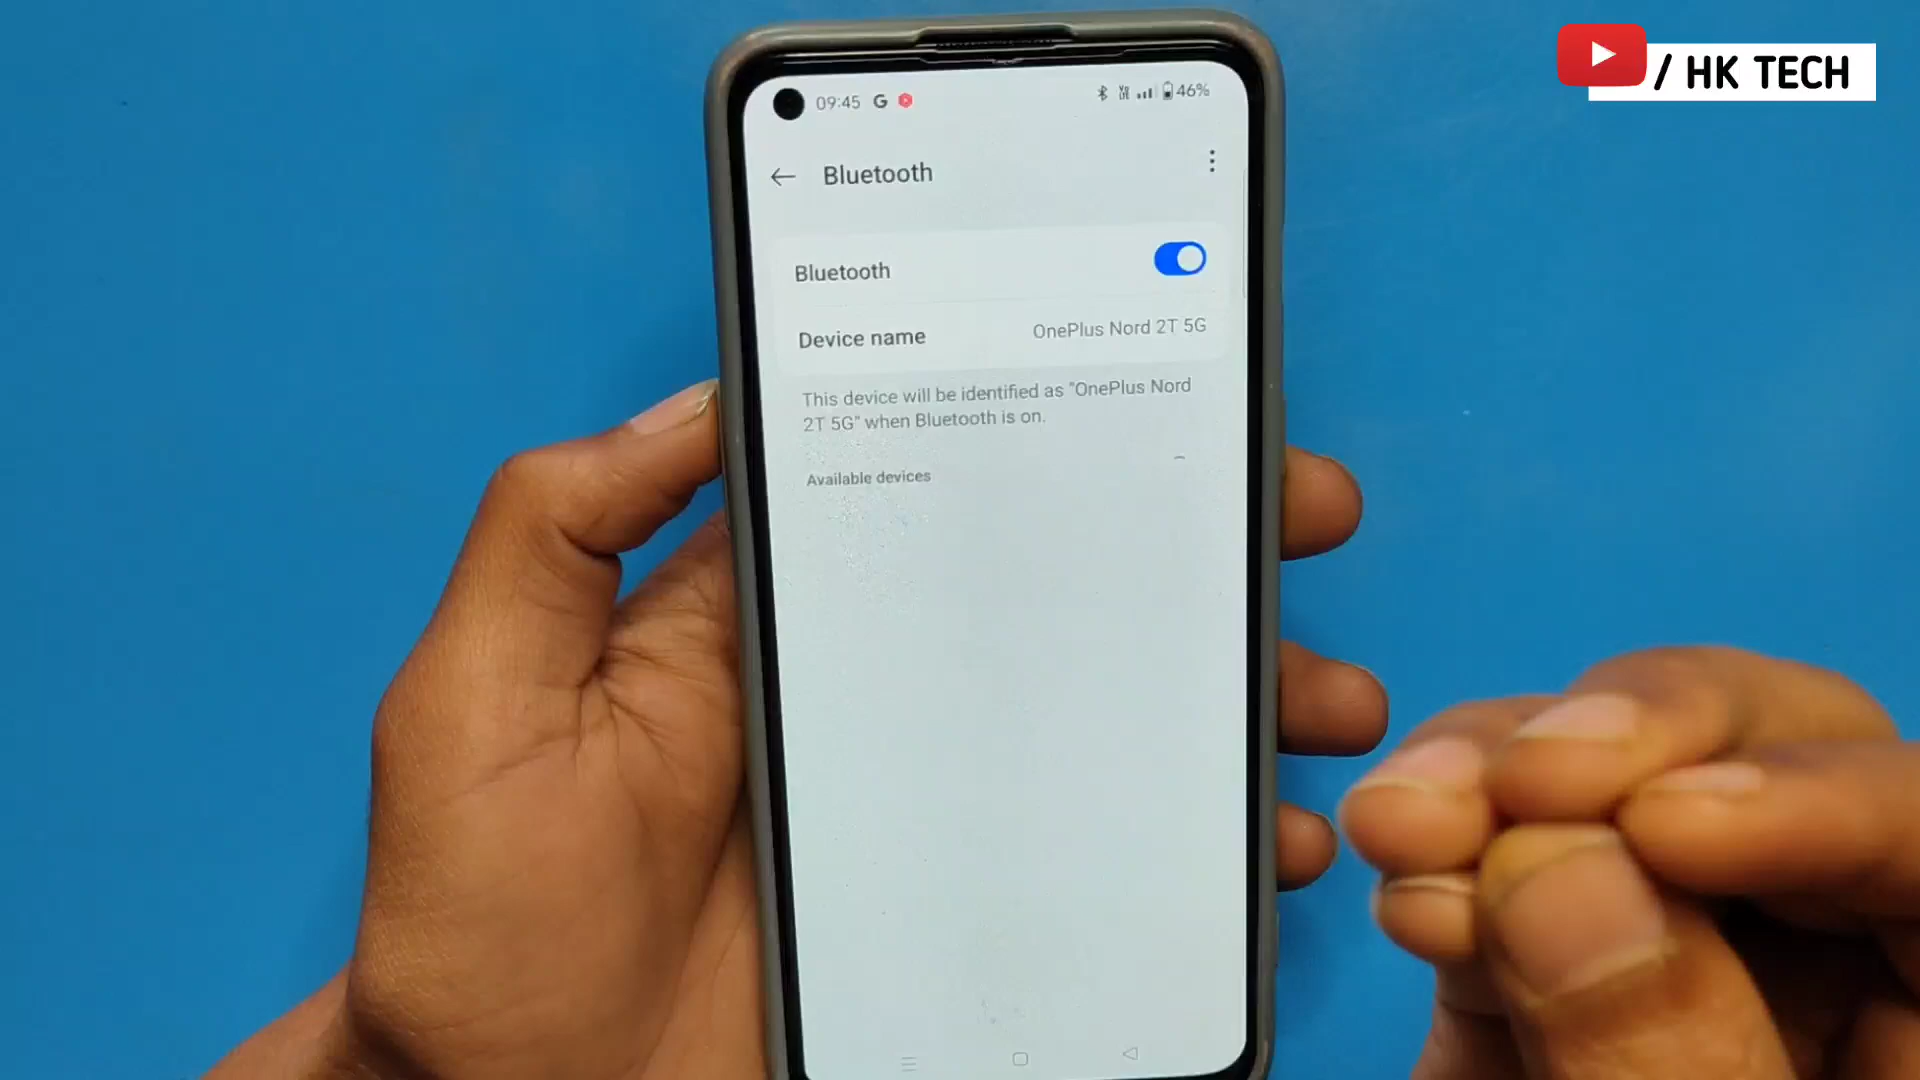 / HK TECH
09:45 G 46%
Bluetooth
Bluetooth
Device name OnePlus Nord 2T 5G
This device will be identified as "OnePlus Nord
2T 5G" when Bluetooth is on.
Available devices